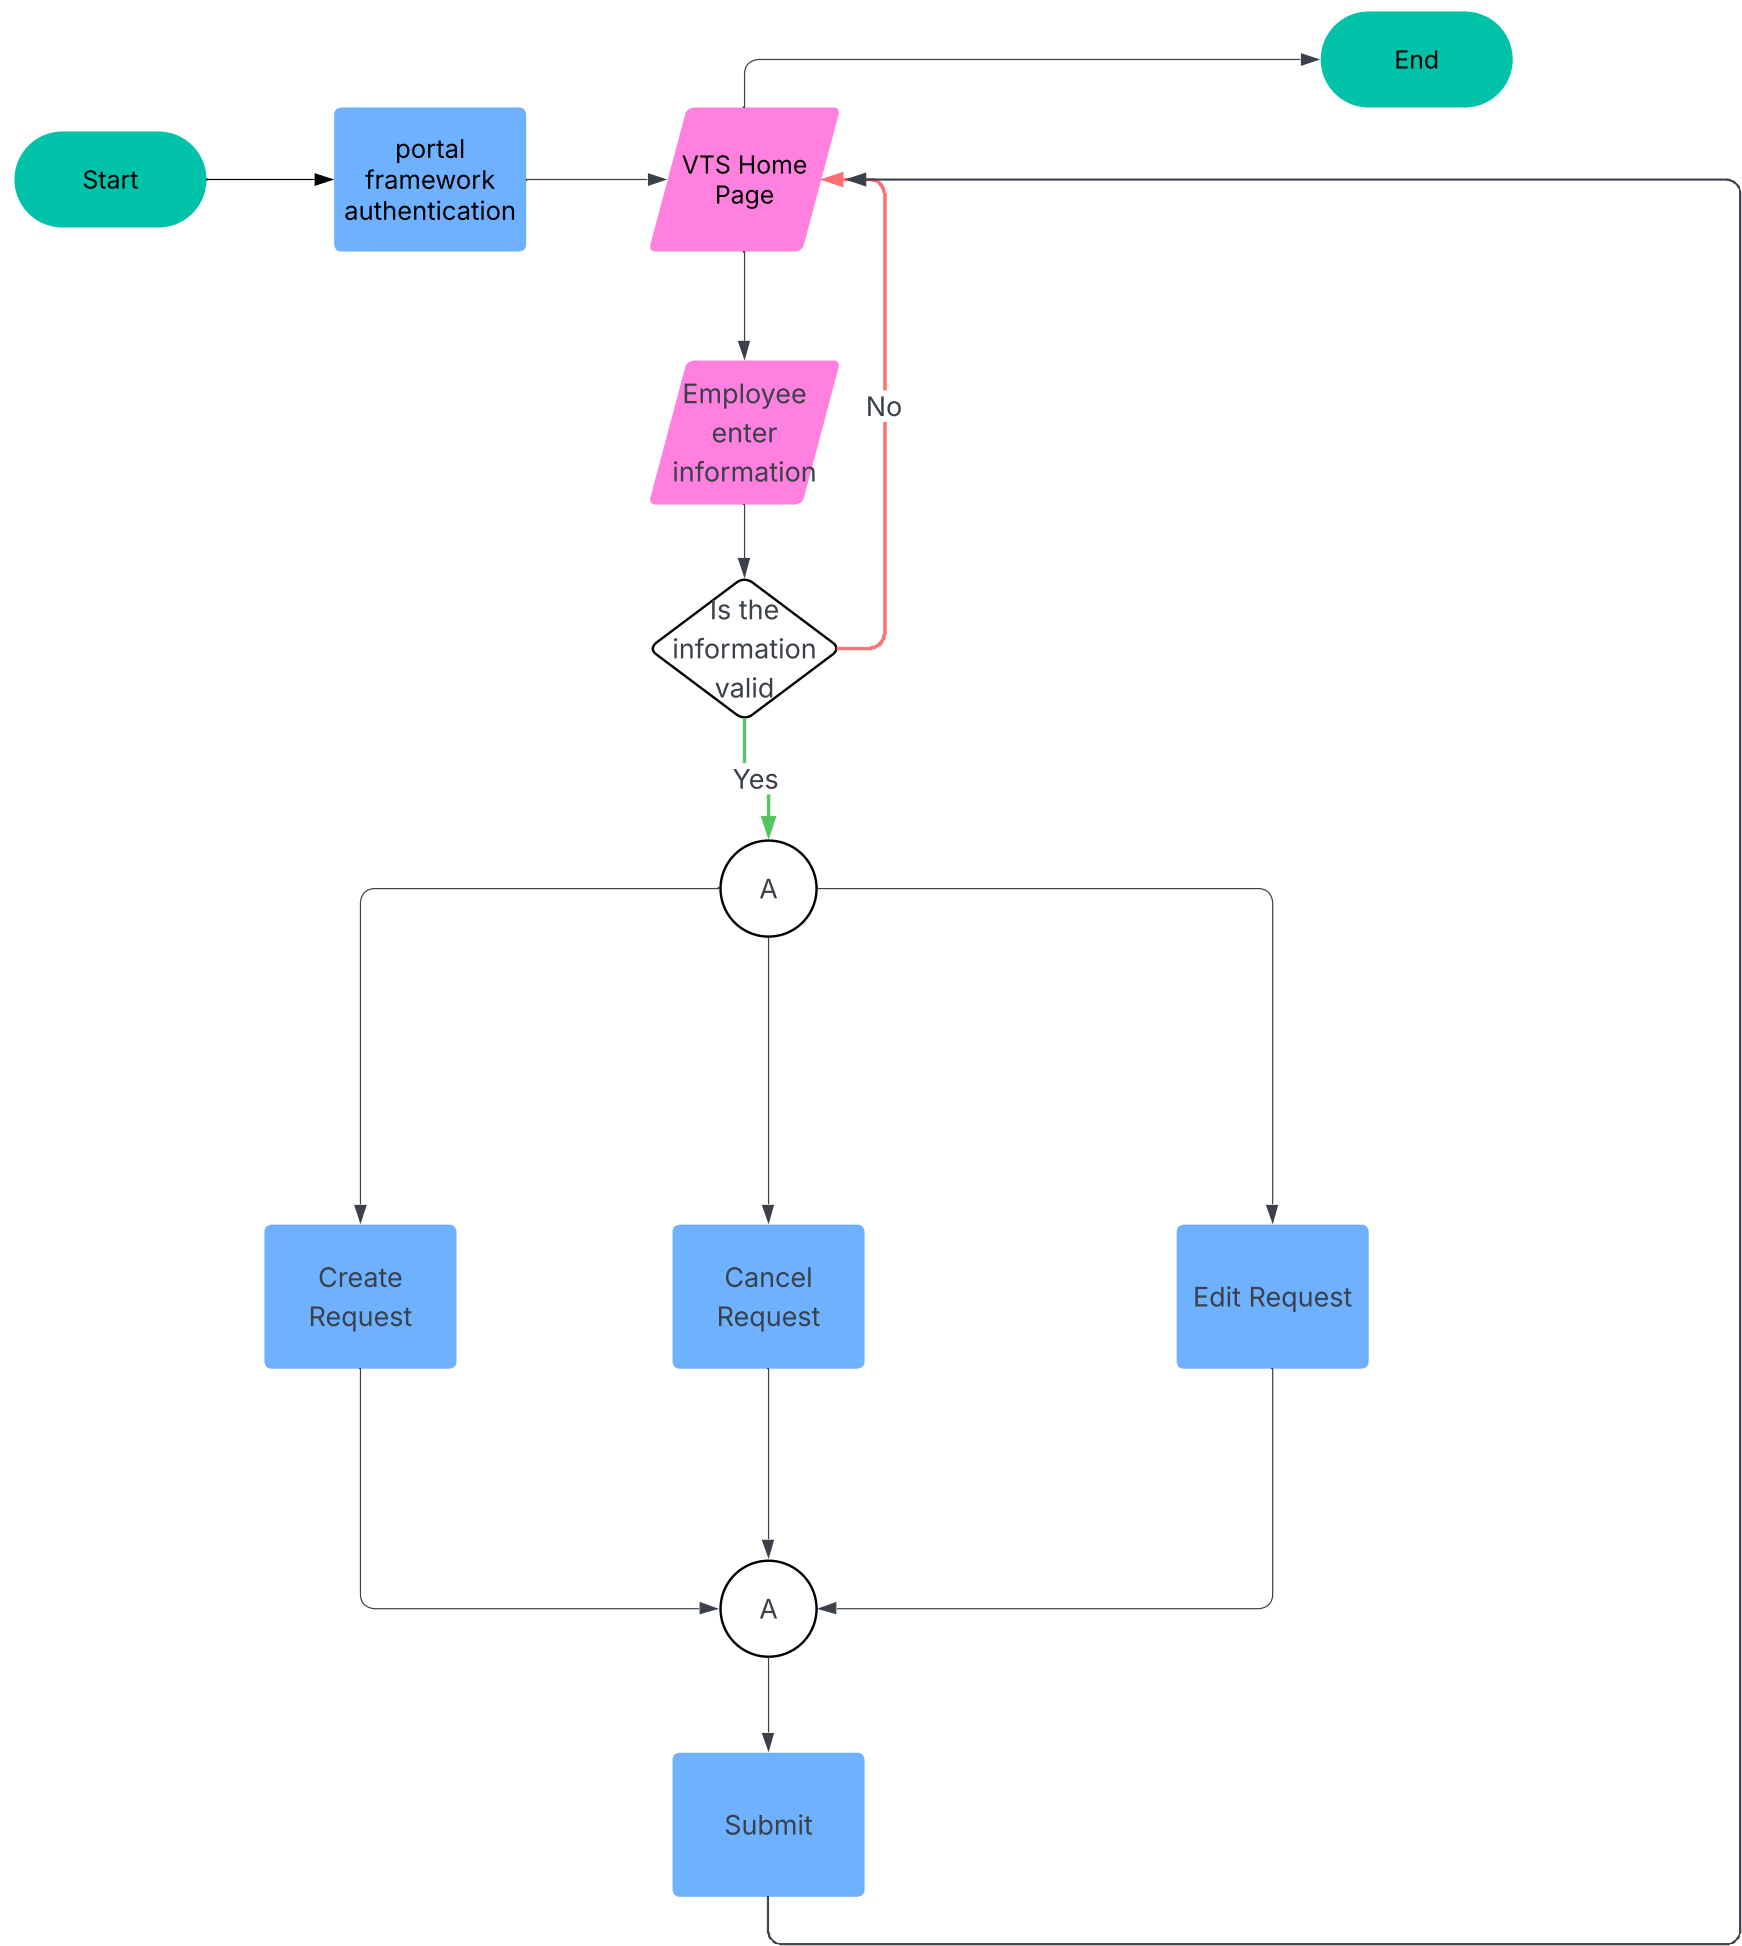 End
Start
portal
framework
authentication
VTS Home
Page
Employee
enter
information
No
Is the
information
valid
Yes
A
Create
Request
Cancel
Request
Edit Request
A
Submit